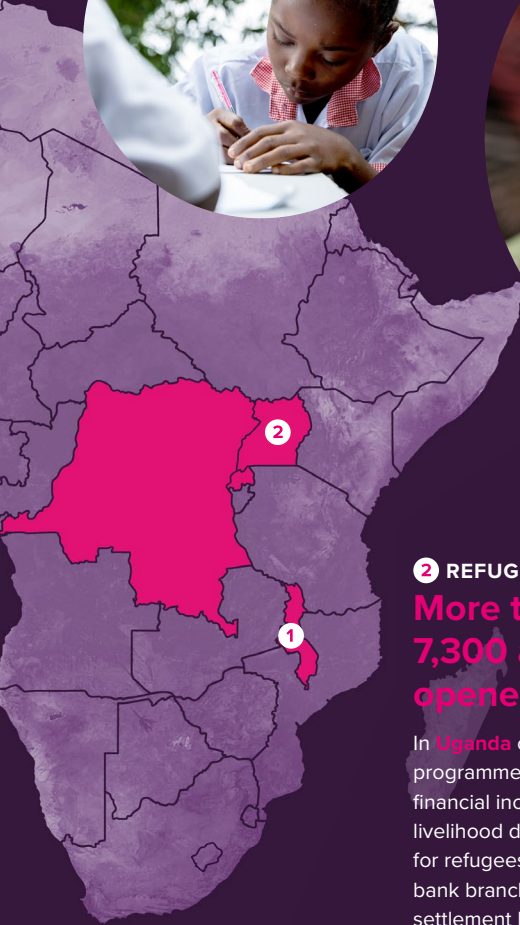 2
1
2 REFUG
More t
7,300
opene
In Uganda
programme
financial inc
livelihood d
for refugees
bank branch
settlement